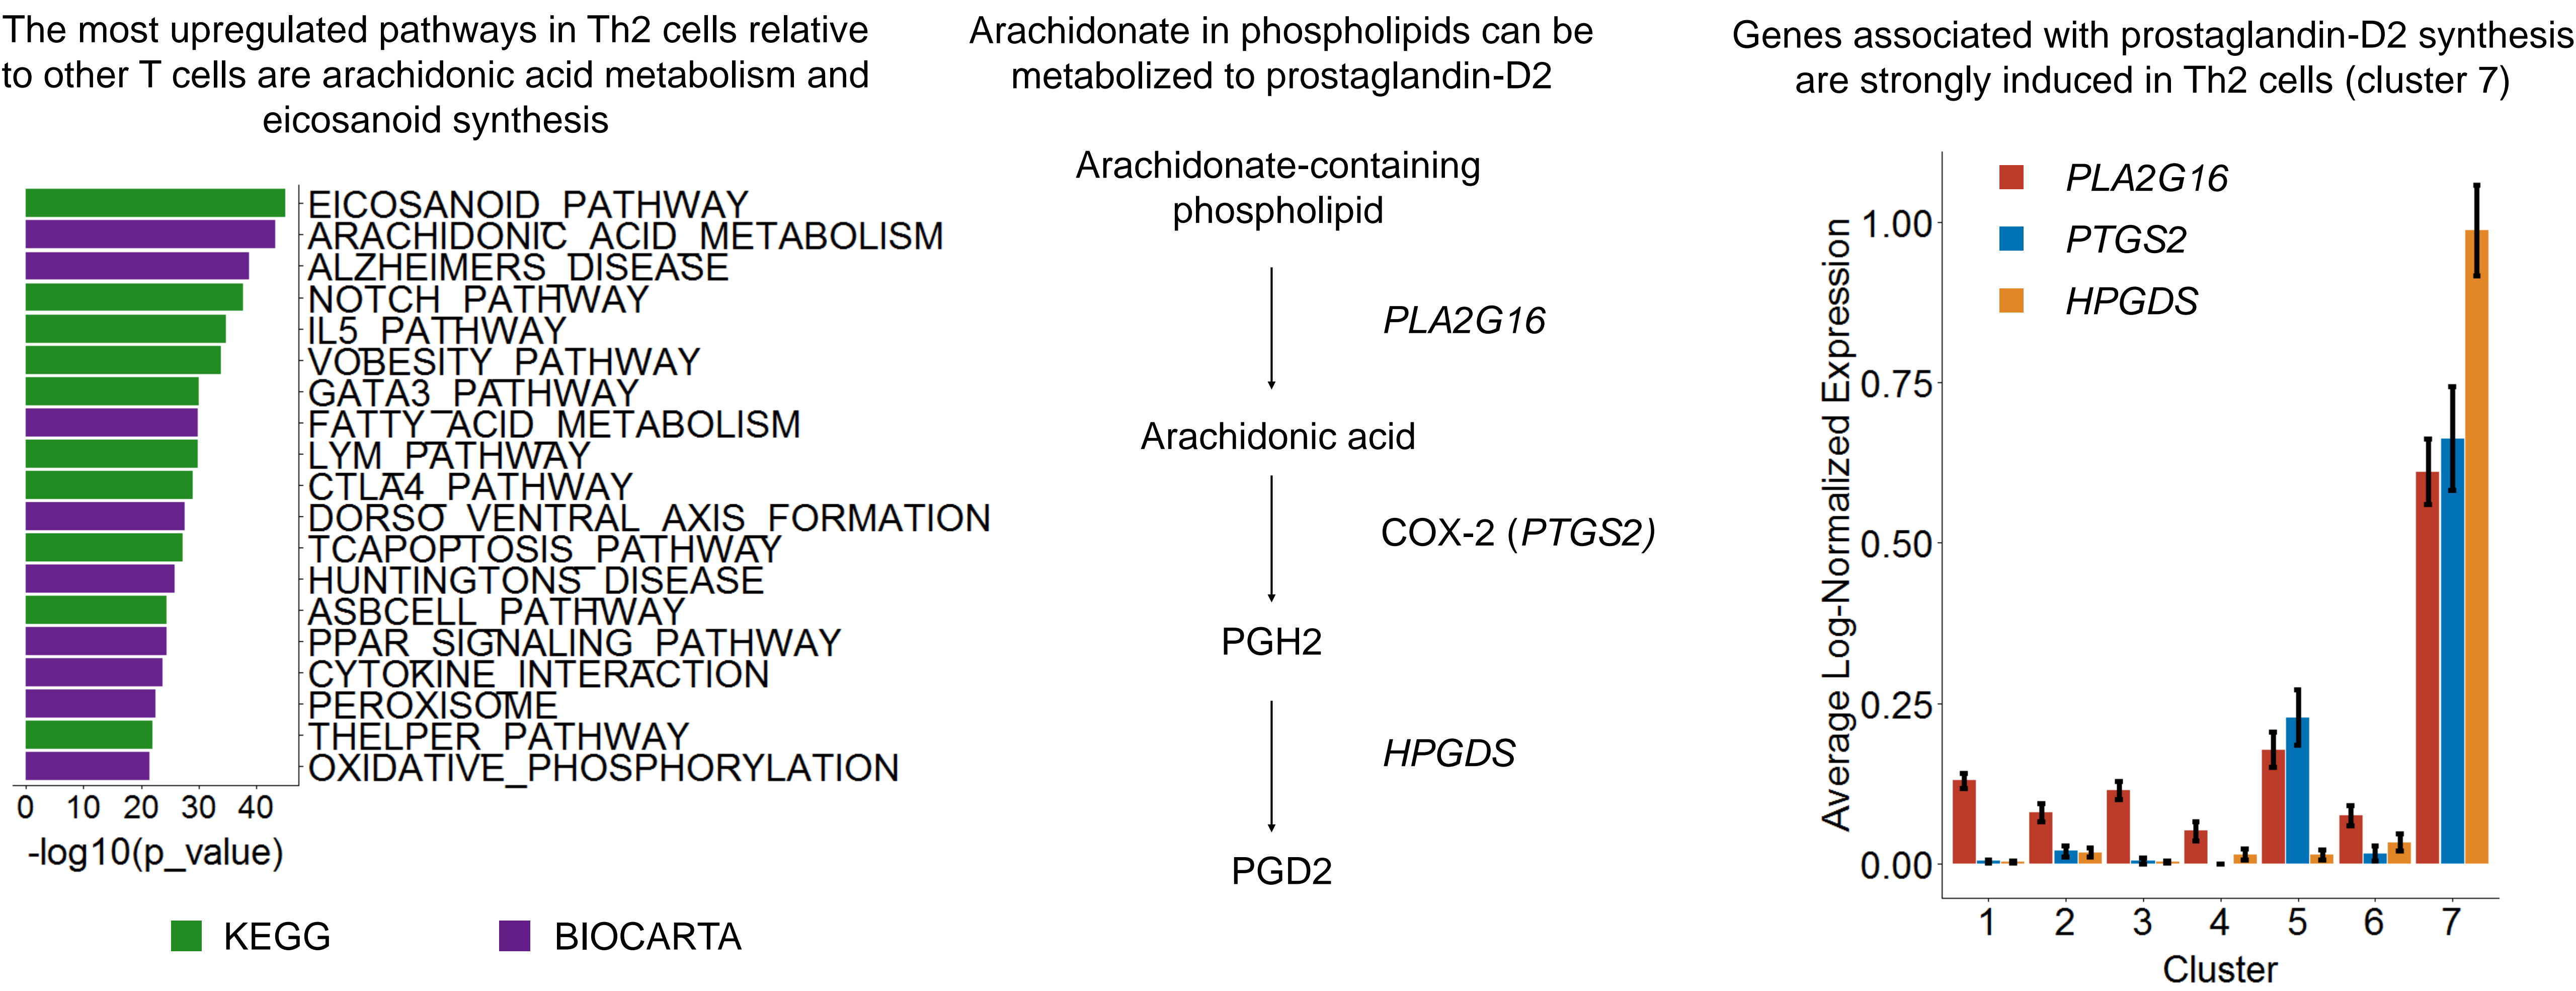 The most upregulated pathways in Th2 cells relative
to other T cells are arachidonic acid metabolism and
eicosanoid synthesis
EICOSANOID_PATHWAY
ARACHIDONIC_ACID_METABOLISM
ALZHEIMERS_DISEASE
NOTCH_PATHWAY
IL5_PATHWAY
VOBESITY_PATHWAY
GATA3_PATHWAY
FATTY_ACID_METABOLISM
LYM_PATHWAY
CTLA4_PATHWAY
DORSO_VENTRAL_AXIS_FORMATION
TCAPOPTOSIS_PATHWAY
HUNTINGTONS_DISEASE
ASBCELL_PATHWAY
PPAR_SIGNALING_PATHWAY
CYTOKINE_INTERACTION
PEROXISOME
THELPER_PATHWAY
OXIDATIVE_PHOSPHORYLATION
0 10 20 30 40
-log10(p_value)
KEGG
BIOCARTA
Arachidonate in phospholipids can be
metabolized to prostaglandin-D2
Arachidonate-containing
phospholipid
PLA2G16
Arachidonic acid
COX-2 (PTGS2)
PGH2
HPGDS
PGD2
Genes associated with prostaglandin-D2 synthesis
are strongly induced in Th2 cells (cluster 7)
PLA2G16
PTGS2
HPGDS
Average Log-Normalized Expression
1.00
0.75
0.50
0.25
0.00
1 2 3 4 5 6 7
Cluster